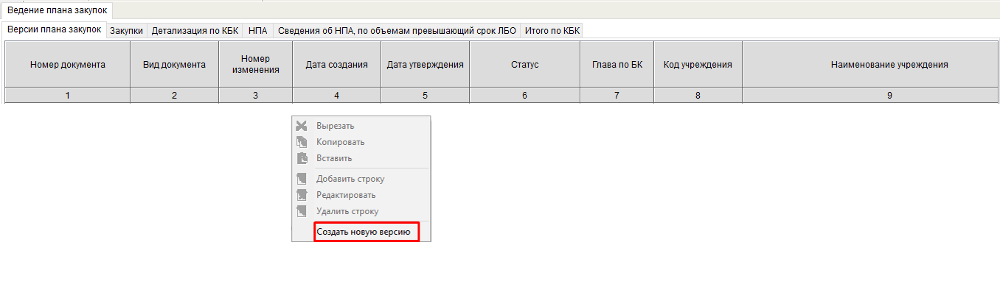 Ведение плана закупок
Версии плана закупок Закупки Детализация по КБК НПА Сведения об НПА, по объемам превышающий срок ЛБО Итого по КБК
Номер документа Вид документа Номер изменения Дата создания Дата утверждения Статус Глава по БК Код учреждения Наименование учреждения
1 2 3 4 5 6 7 8 9
Вырезать
Копировать
Вставить
Добавить строку
Редактировать
Удалить строку
Создать новую версию